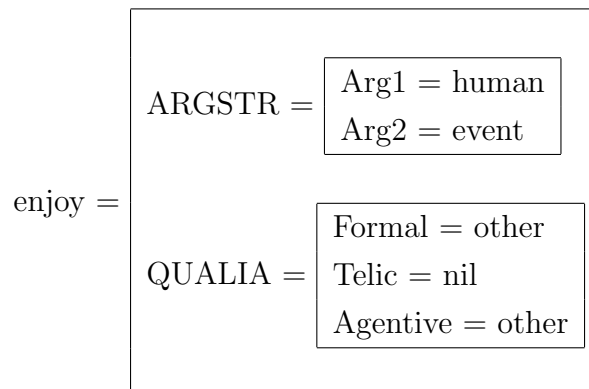 enjoy =
ARGSTR =
Arg1 = human
Arg2 = event
QUALIA =
Formal = other
Telic = nil
Agentive = other